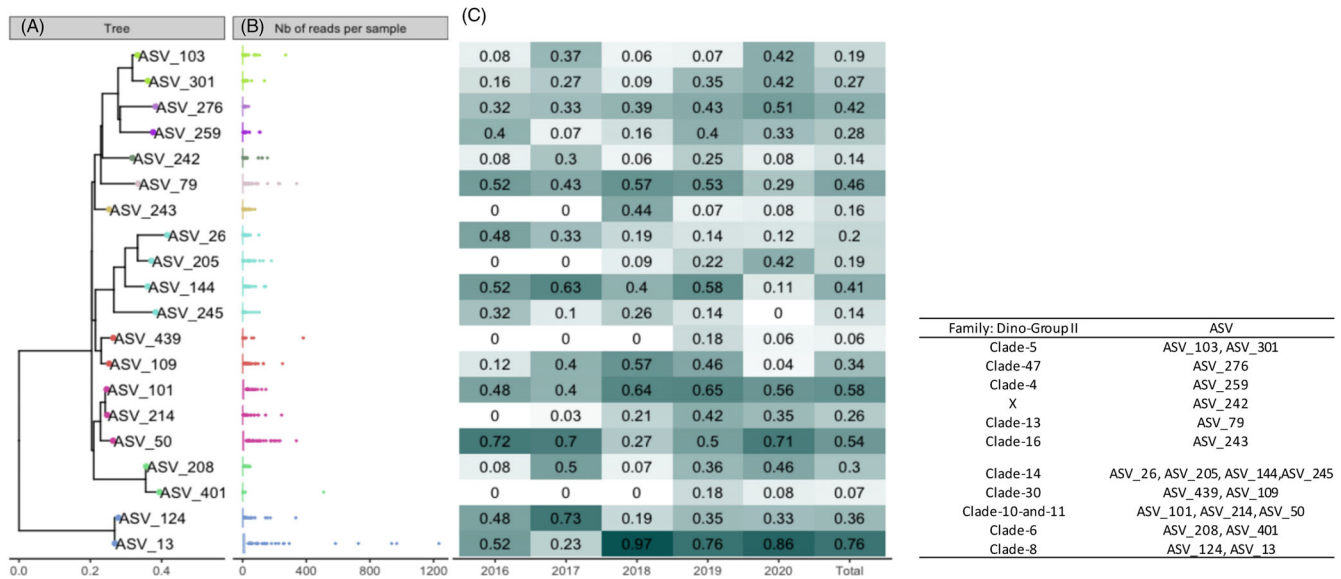 (A) (B) (C)
Tree Nb of reads per sample
ASV_103 0.08 0.37 0.06 0.07 0.42 0.19
ASV_301 0.16 0.27 0.09 0.35 0.42 0.27
ASV_276 0.32 0.33 0.39 0.43 0.51 0.42
ASV_259 0.4 0.07 0.16 0.4 0.33 0.28
ASV_242 0.08 0.3 0.06 0.25 0.08 0.14
ASV_79 0.52 0.43 0.57 0.53 0.29 0.46
ASV_243 0 0 0.44 0.07 0.08 0.16
ASV_26 0.48 0.33 0.19 0.14 0.12 0.2
ASV_205 0 0 0.09 0.22 0.42 0.19
ASV_144 0.52 0.63 0.4 0.58 0.11 0.41
ASV_245 0.32 0.1 0.26 0.14 0 0.14
ASV_439 0 0 0 0.18 0.06 0.06
ASV_109 0.12 0.4 0.57 0.46 0.04 0.34
ASV_101 0.48 0.4 0.64 0.65 0.56 0.58
ASV_214 0 0.03 0.21 0.42 0.35 0.26
ASV_50 0.72 0.7 0.27 0.5 0.71 0.54
ASV_208 0.08 0.5 0.07 0.36 0.46 0.3
ASV_401 0 0 0 0.18 0.08 0.07
ASV_124 0.48 0.73 0.19 0.35 0.33 0.36
ASV_13 0.52 0.23 0.97 0.76 0.86 0.76
0.0 0.2 0.4 0 400 800 1200 2016 2017 2018 2019 2020 Total
Family: Dino-Group II ASV
Clade-5 ASV_103, ASV_301
Clade-47 ASV_276
Clade-4 ASV_259
X ASV_242
Clade-13 ASV_79
Clade-16 ASV_243
Clade-14 ASV_26, ASV_205, ASV_144,ASV_245
Clade-30 ASV_439, ASV_109
Clade-10-and-11 ASV_101, ASV_214, ASV_50
Clade-6 ASV_208, ASV_401
Clade-8 ASV_124, ASV_13